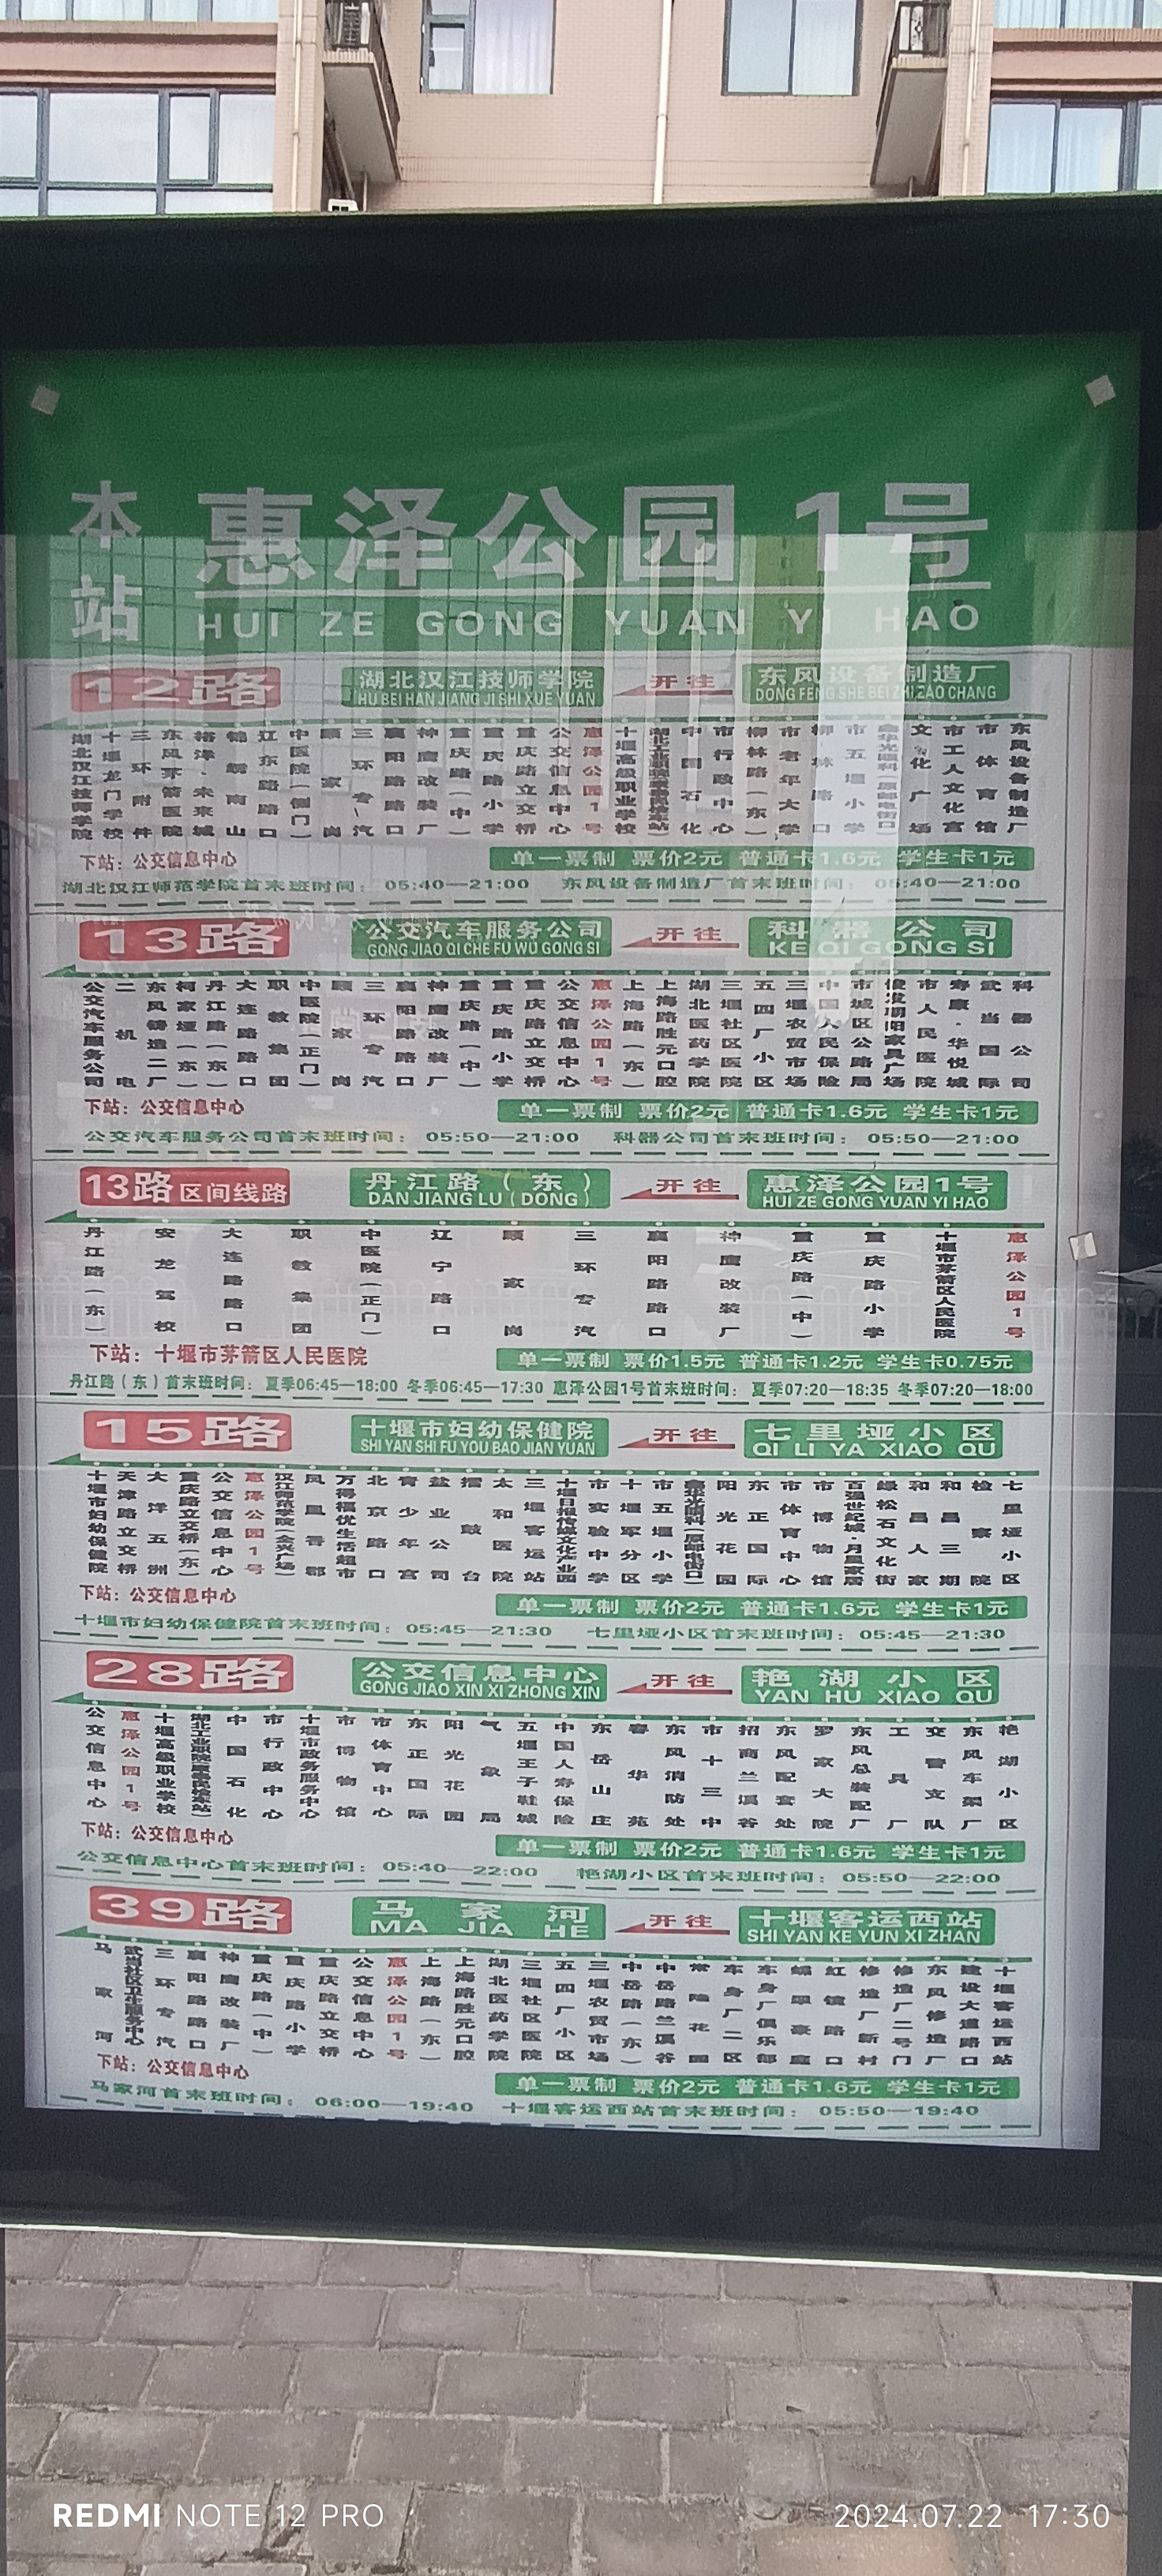 本站 惠泽公园1号
HUI ZE GONG YUAN YI HAO
12路 湖北汉江技师学院 开往 东风设备制造厂
HU BEI HAN JIANG JI SHI XUE YUAN DONG FENG SHE BEI ZHI ZAO CHANG
湖北汉江技师学院 十堰龙门学校 三环附件 东风茅箭医院 裕洋·未来城 锦绣南山 江东路口 中医院(侧门) 顾家岗 三环专汽 襄阳路口 神鹰改装厂 重庆路(中) 重庆路小学 重庆路立交桥 公交信息中心 惠泽公园1号 十堰高级职业学校 中国石化 市行政中心 柳林路(东) 市老年大学 柳林路口 市五堰小学 文化广场 市工人文化宫 市体育馆 东风设备制造厂
下站：公交信息中心 单一票制 票价2元 普通卡1.6元 学生卡1元
湖北汉江师范学院首末班时间：05:40—21:00 东风设备制造厂首末班时间：05:40—21:00
13路 公交汽车服务公司 开往 科器公司
GONG JIAO QI CHE FU WU GONG SI KE QI GONG SI
公交汽车服务公司 二机电 东风铸造二厂 柯家垭(东) 丹江路(东) 大连路口 职教集团 中医院(正门) 顾家岗 三环专汽 襄阳路口 神鹰改装厂 重庆路(中) 重庆路小学 重庆路立交桥 公交信息中心 惠泽公园1号 上海路(东) 上海路胜元口腔 湖北医药学院 三堰社区医院 五四厂小区 三堰农贸市场 中国人民保险 市城区公路局 俊发朝阳家具广场 市人民医院 寿康·华悦城 武当国际 科器公司
下站：公交信息中心 单一票制 票价2元 普通卡1.6元 学生卡1元
公交汽车服务公司首末班时间：05:50—21:00 科器公司首末班时间：05:50—21:00
13路区间线路 丹江路(东) 开往 惠泽公园1号
DAN JIANG LU (DONG) HUI ZE GONG YUAN YI HAO
丹江路(东) 安龙驾校 大连路口 职教集团 中医院(正门) 辽宁路口 顾家岗 三环专汽 襄阳路口 神鹰改装厂 重庆路(中) 重庆路小学 十堰市茅箭区人民医院 惠泽公园1号
下站：十堰市茅箭区人民医院 单一票制 票价1.5元 普通卡1.2元 学生卡0.75元
丹江路(东)首末班时间：夏季06:45—18:00 冬季06:45—17:30 惠泽公园1号首末班时间：夏季07:20—18:35 冬季07:20—18:00
15路 十堰市妇幼保健院 开往 七里垭小区
SHI YAN SHI FU YOU BAO JIAN YUAN QI LI YA XIAO QU
十堰市妇幼保健院 天津路立交桥 大洋五洲 重庆路立交桥(东) 公交信息中心 惠泽公园1号 汉江师范学院(金炎广场) 凤凰香郡 万得福优生活超市 北京路口 青少年宫 盐业公司 擂鼓台 太和医院 三堰客运站 十堰日报传媒文化产业园 市实验中学 十堰军分区 市五堰小学 鑫华光眼科(原邮电街口) 阳光花园 东正国际 市体育中心 市博物馆 百强世纪城·月星家居 绿松石文化街 和昌人家 和昌三期 检察院 七里垭小区
下站：公交信息中心 单一票制 票价2元 普通卡1.6元 学生卡1元
十堰市妇幼保健院首末班时间：05:45—21:30 七里垭小区首末班时间：05:45—21:30
28路 公交信息中心 开往 艳湖小区
GONG JIAO XIN XI ZHONG XIN YAN HU XIAO QU
公交信息中心 惠泽公园1号 十堰高级职业学校 中国石化 市行政中心 十堰市政务服务中心 市博物馆 市体育中心 东正国际 阳光花园 气象局 五堰王子鞋城 中国人寿保险 东岳山庄 春华苑 东风消防处 市十三中 招商兰溪谷 东风配套处 罗家大院 东风总装配厂 工具厂 交警支队 东风车架厂 艳湖小区
下站：公交信息中心 单一票制 票价2元 普通卡1.6元 学生卡1元
公交信息中心首末班时间：05:40—22:00 艳湖小区首末班时间：05:50—22:00
39路 马家河 开往 十堰客运西站
MA JIA HE SHI YAN KE YUN XI ZHAN
马家河 武当社区卫生服务中心 三环专汽 襄阳路口 神鹰改装厂 重庆路(中) 重庆路小学 重庆路立交桥 公交信息中心 惠泽公园1号 上海路(东) 上海路胜元口腔 湖北医药学院 三堰社区医院 五四厂小区 三堰农贸市场 中岳路(东) 中岳路兰溪谷 常隆花园 车身厂二区 车身厂俱乐部 红镜路口 修造厂新村 修造厂二号门 东风修造厂 建设大道路口 十堰客运西站
下站：公交信息中心 单一票制 票价2元 普通卡1.6元 学生卡1元
马家河首末班时间：06:00—19:40 十堰客运西站首末班时间：05:50—19:40
REDMI NOTE 12 PRO 2024.07.22 17:30